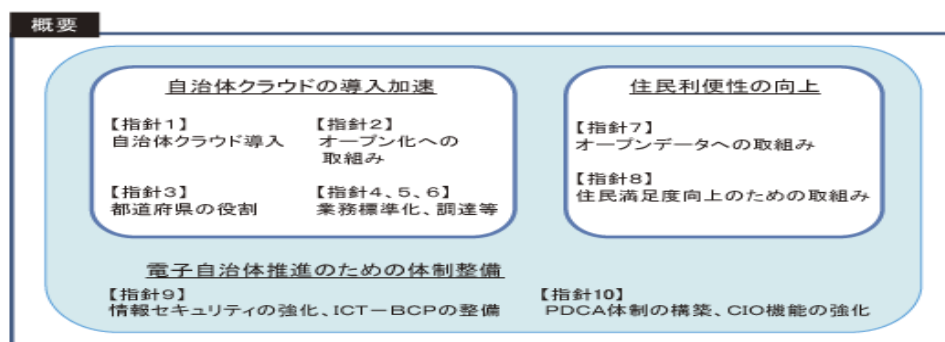 概要
自治体クラウドの導入加速
【指針1】
自治体クラウド導入
【指針2】
オープン化への
取組み
【指針3】
都道府県の役割
【指針4、5、6】
業務標準化、調達等
住民利便性の向上
【指針7】
オープンデータへの取組み
【指針8】
住民満足度向上のための取組み
電子自治体推進のための体制整備
【指針9】
情報セキュリティの強化、ICT－BCPの整備
【指針10】
PDCA体制の構築、CIO機能の強化